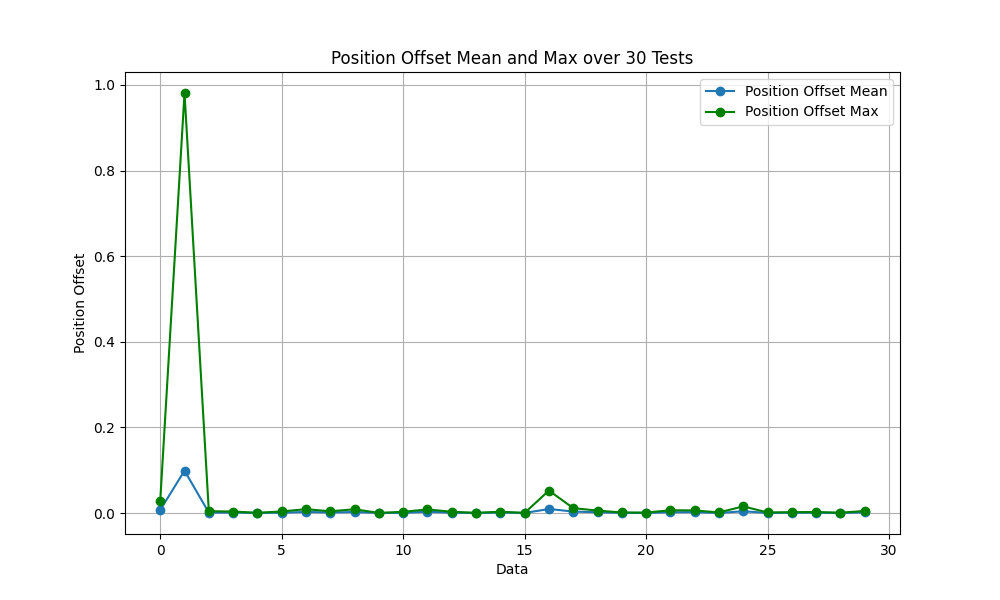 Position Offset Mean and Max over 30 Tests
Position Offset Mean
Position Offset Max
Position Offset
1.0
0.8
0.6
0.4
0.2
0.0
0 5 10 15 20 25 30
Data